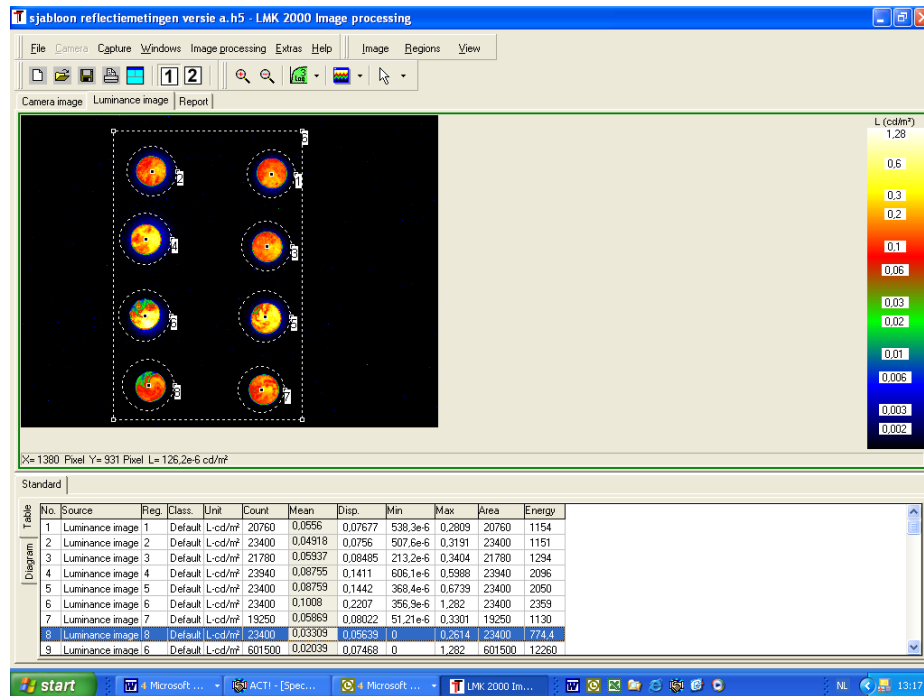 sjabloon reflectiemetingen versie a.h5 - LMK 2000 Image processing
File Camera Capture Windows Image processing Extras Help Image Regions View
1 2
Camera image Luminance image Report
L (cd/m²)
1,28
0,6
0,3
0,2
0,1
0,06
0,03
0,02
0,01
0,006
0,003
0,002
2 1
4 3
8 7
X= 1380 Pixel Y= 931 Pixel L= 126,2e-6 cd/m²
Standard
Table
Diagram
No. Source Reg. Class. Unit Count Mean Disp. Min Max Area Energy
1 Luminance image 1 Default L-cd/m² 20760 0,0556 0,07677 538,3e-6 0,2809 20760 1154
2 Luminance image 2 Default L-cd/m² 23400 0,04918 0,0756 507,6e-6 0,3191 23400 1151
3 Luminance image 3 Default L-cd/m² 21780 0,05937 0,08485 213,2e-6 0,3404 21780 1294
4 Luminance image 4 Default L-cd/m² 23940 0,08755 0,1411 606,1e-6 0,5988 23940 2096
5 Luminance image 5 Default L-cd/m² 23400 0,08759 0,1442 368,4e-6 0,6739 23400 2050
6 Luminance image 6 Default L-cd/m² 23400 0,1008 0,2207 356,9e-6 1,282 23400 2359
7 Luminance image 7 Default L-cd/m² 19250 0,05869 0,08022 51,21e-6 0,3301 19250 1130
8 Luminance image 8 Default L-cd/m² 23400 0,03309 0,05639 0 0,2614 23400 774,4
9 Luminance image 6 Default L-cd/m² 601500 0,02039 0,07468 0 1,282 601500 12260
start 4 Microsoft ... ACT! - [Spec... 4 Microsoft ... LMK 2000 Im... NL 13:13